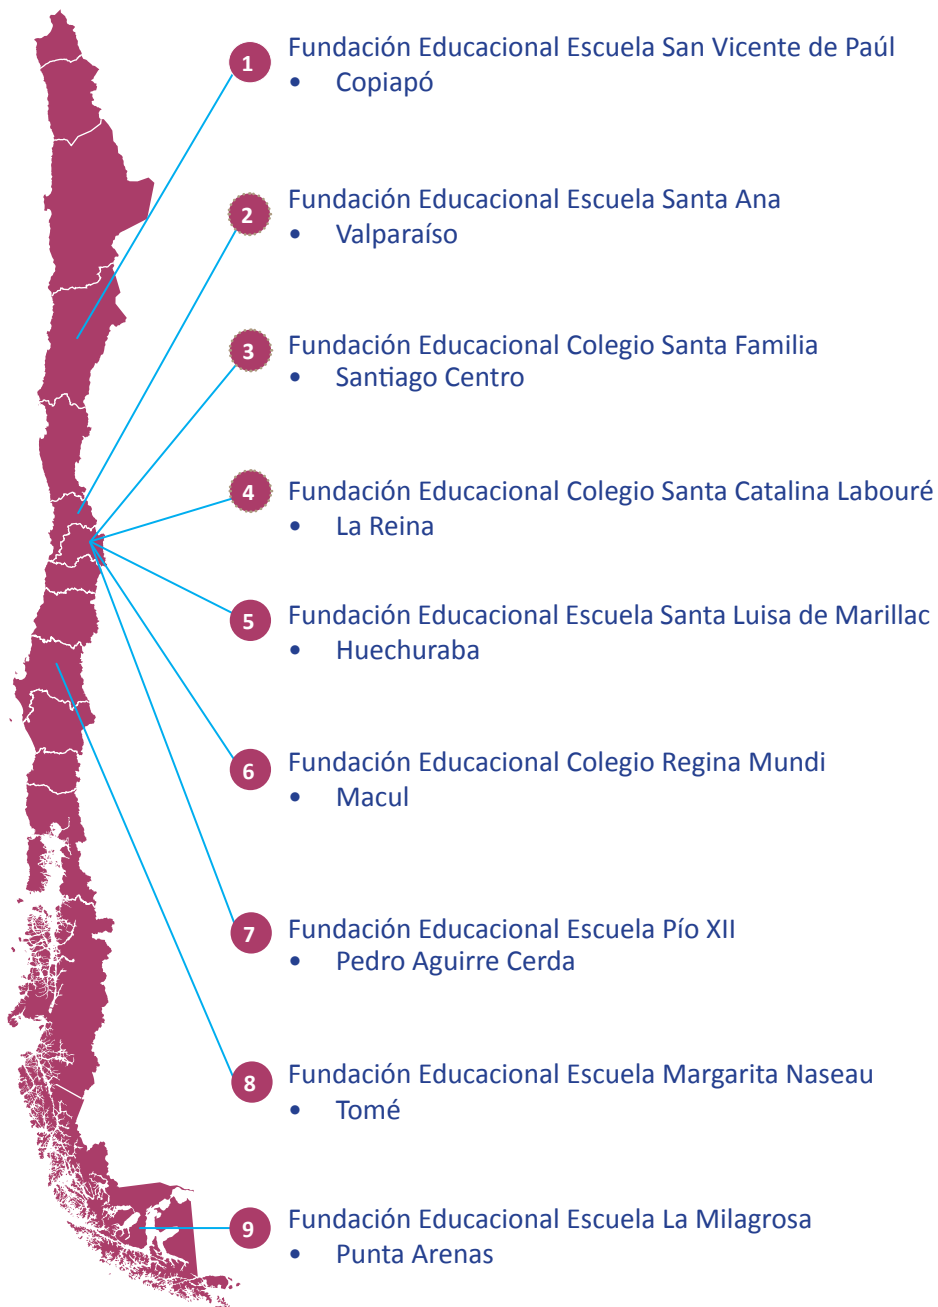 1 Fundación Educacional Escuela San Vicente de Paúl
• Copiapó
2 Fundación Educacional Escuela Santa Ana
• Valparaíso
3 Fundación Educacional Colegio Santa Familia
• Santiago Centro
4 Fundación Educacional Colegio Santa Catalina Labouré
• La Reina
5 Fundación Educacional Escuela Santa Luisa de Marillac
• Huechuraba
6 Fundación Educacional Colegio Regina Mundi
• Macul
7 Fundación Educacional Escuela Pío XII
• Pedro Aguirre Cerda
8 Fundación Educacional Escuela Margarita Naseau
• Tomé
9 Fundación Educacional Escuela La Milagrosa
• Punta Arenas